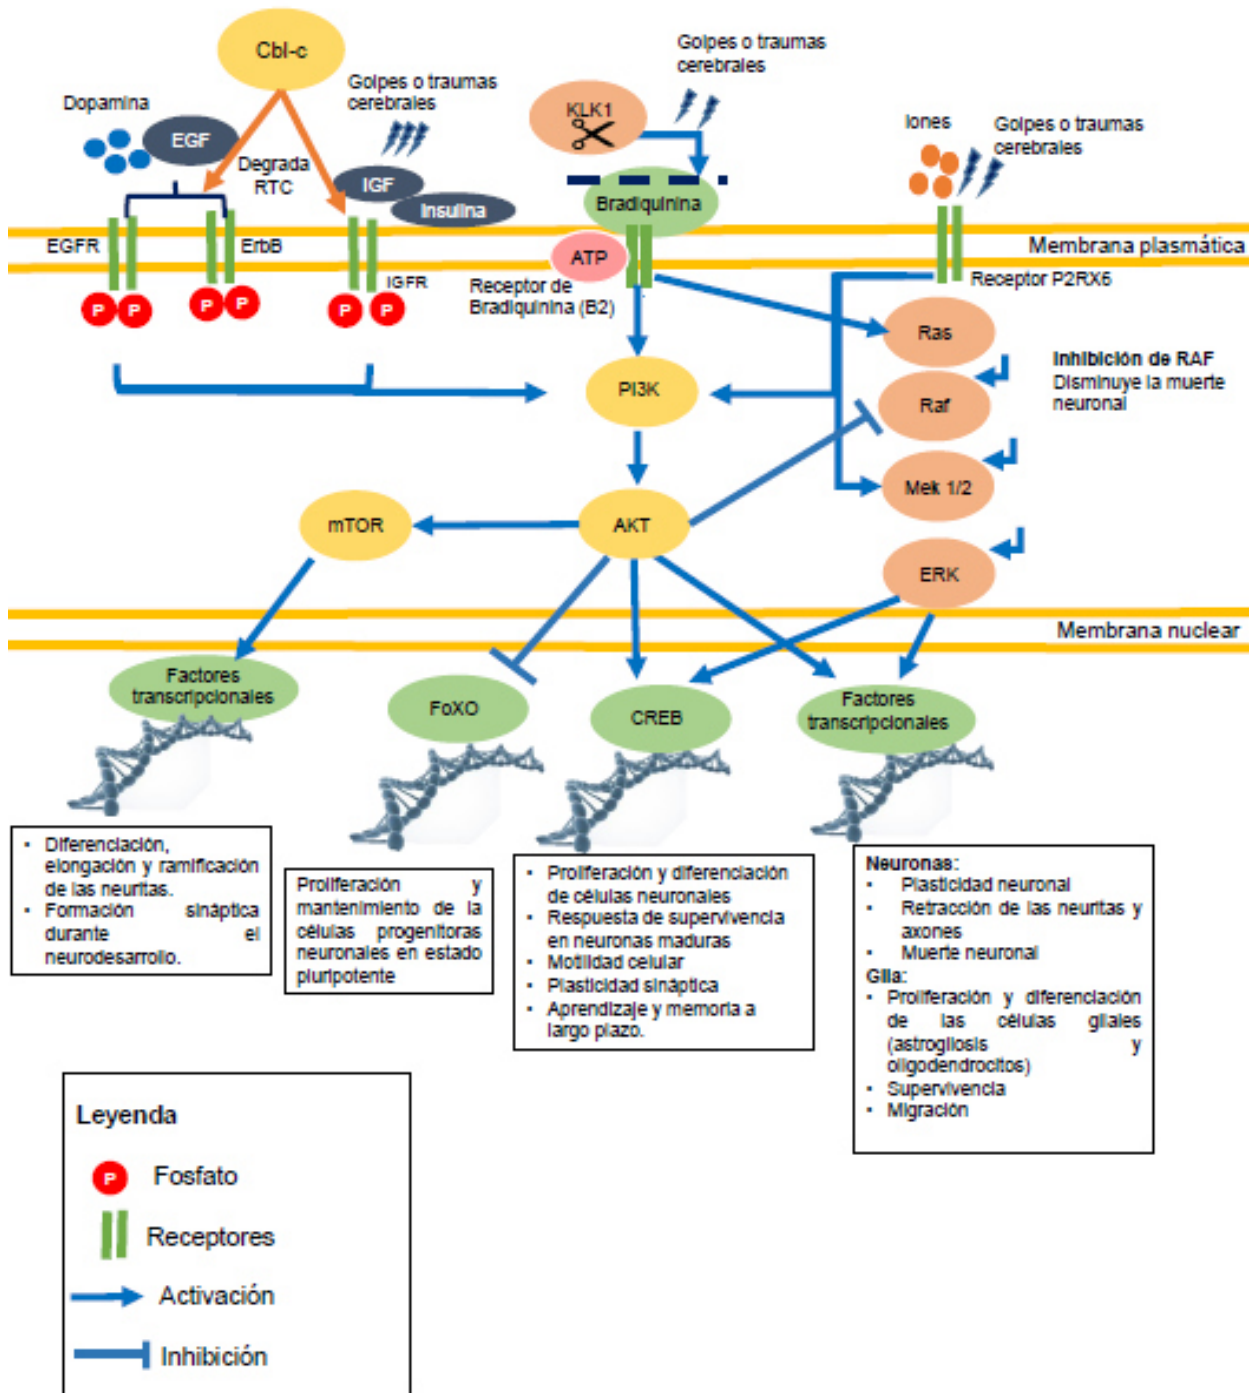 Cbl-c
Dopamina
EGF
Golpes o traumas
cerebrales
Degrada
RTC
IGF
Insulina
EGFR
ErbB
IGFR
P P
P P
P P
KLK1
Golpes o traumas
cerebrales
Bradiquinina
ATP
Receptor de
Bradiquinina (B2)
Iones
Golpes o traumas
cerebrales
Membrana plasmática
Receptor P2RX6
Ras
Raf
Inhibición de RAF
Disminuye la muerte
neuronal
PI3K
Mek 1/2
mTOR
AKT
ERK
Membrana nuclear
Factores
transcripcionales
FoXO
CREB
Factores
transcripcionales
▪ Diferenciación,
elongación y ramificación
de las neuritas.
▪ Formación sináptica
durante el
neurodesarrollo.
Proliferación y
mantenimiento de la
células progenitoras
neuronales en estado
pluripotente
▪ Proliferación y diferenciación
de células neuronales
▪ Respuesta de supervivencia
en neuronas maduras
▪ Motilidad celular
▪ Plasticidad sináptica
▪ Aprendizaje y memoria a
largo plazo.
Neuronas:
▪ Plasticidad neuronal
▪ Retracción de las neuritas y
axones
▪ Muerte neuronal
Glia:
▪ Proliferación y diferenciación
de las células gliales
(astrogliosis y
oligodendrocitos)
▪ Supervivencia
▪ Migración
Leyenda
P Fosfato
Receptores
Activación
Inhibición